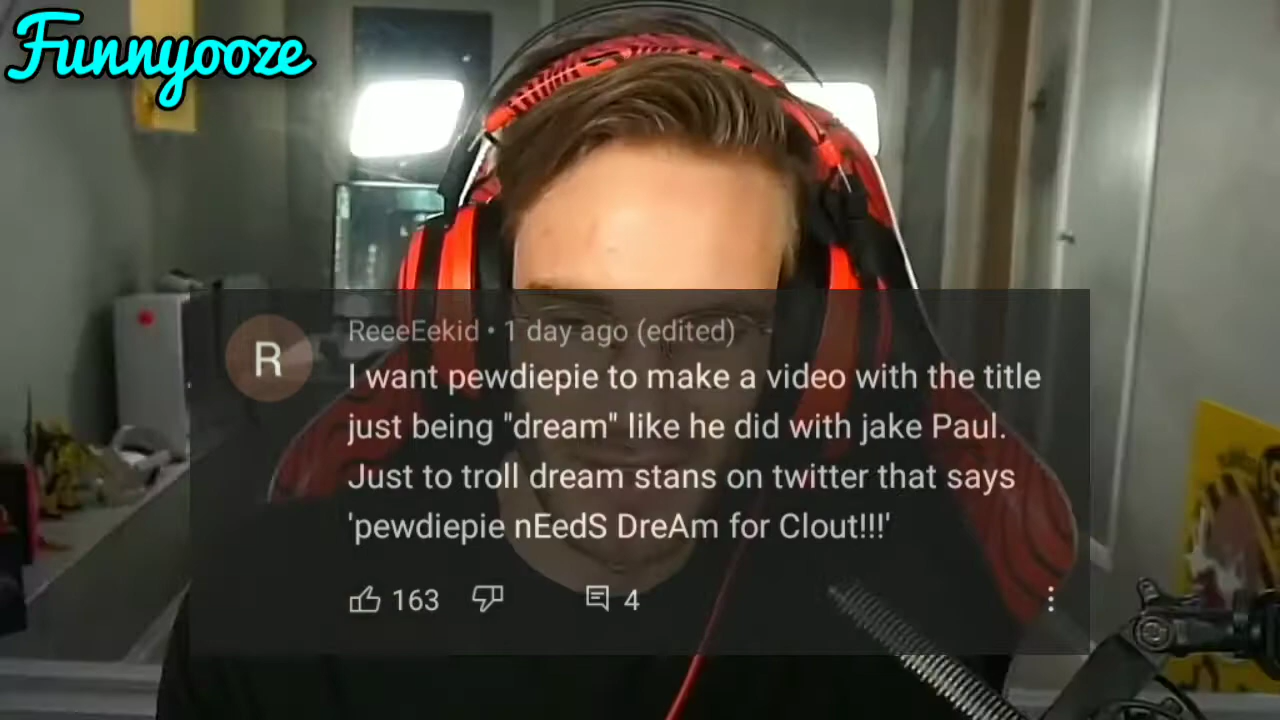 Funnyooze
ReeeEekid • 1 day ago (edited)
I want pewdiepie to make a video with the title
just being "dream" like he did with jake Paul.
Just to troll dream stans on twitter that says
'pewdiepie nEedS DreAm for Clout!!!'
163
4
R